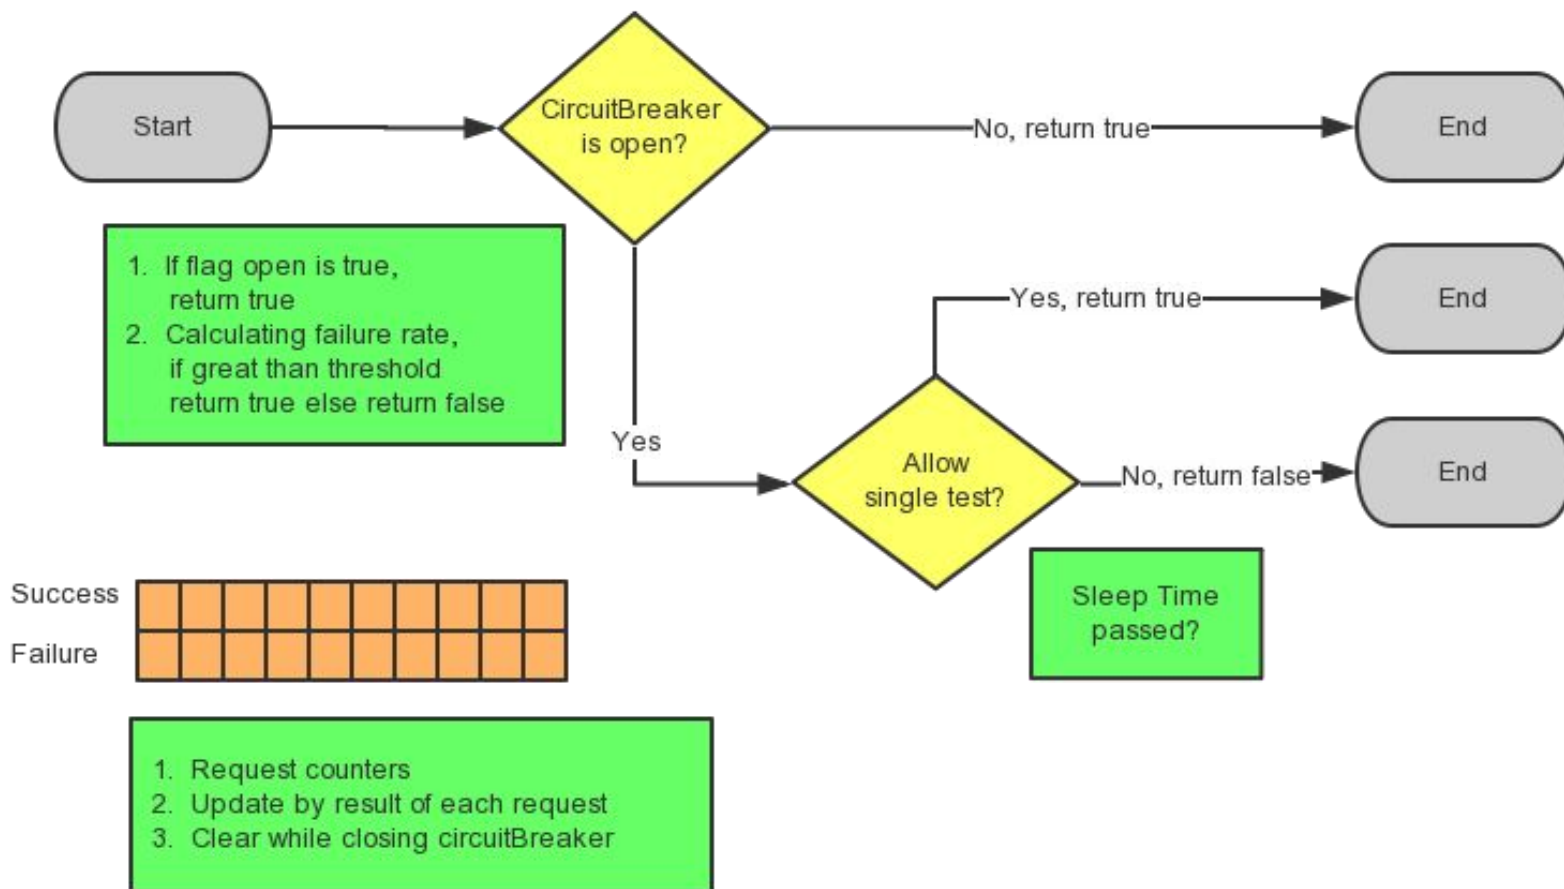 Start
CircuitBreaker
is open?
No, return true
End
1. If flag open is true,
return true
2. Calculating failure rate,
if great than threshold
return true else return false
Yes, return true
End
Yes
Allow
single test?
No, return false
End
Sleep Time
passed?
Success
Failure
1. Request counters
2. Update by result of each request
3. Clear while closing circuitBreaker